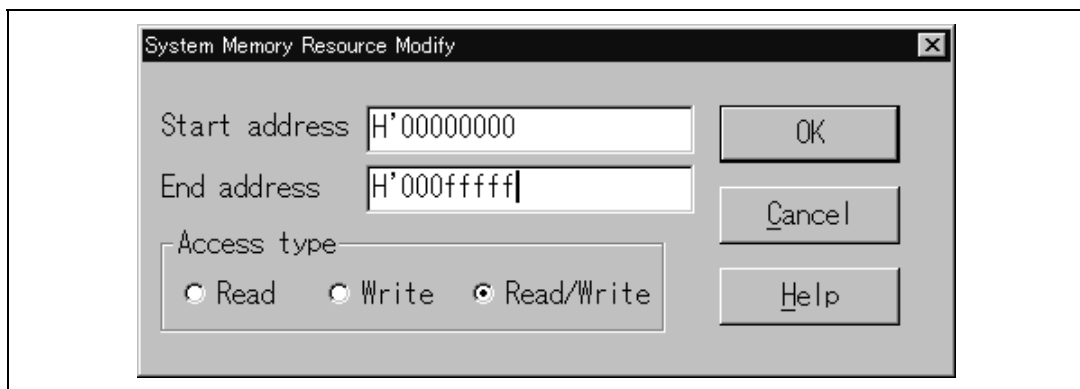 System Memory Resource Modify
Start address H'00000000
OK
End address H'000fffff
Cancel
Access type
Read Write Read/Write
Help